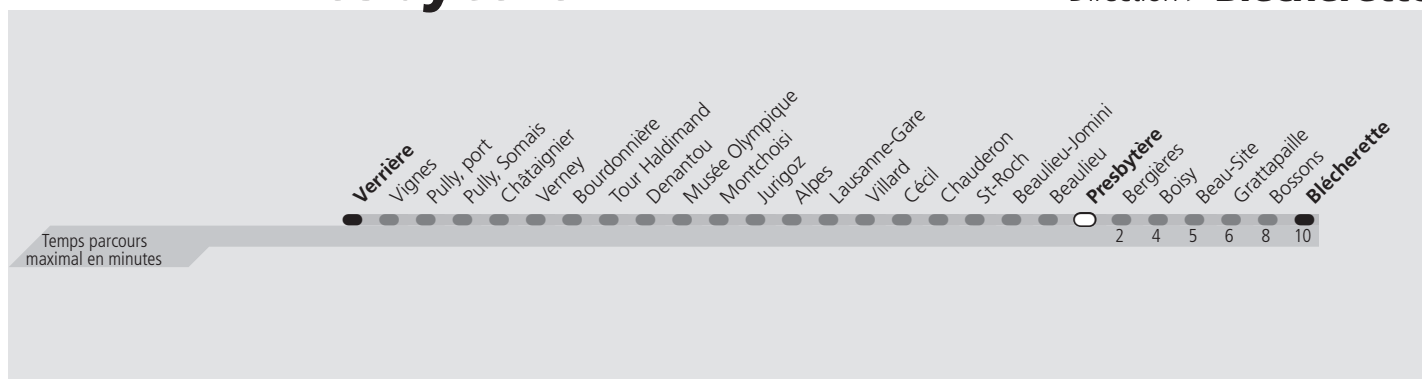 Direction : Blécherette
Verrière
Vignes
Pully, port
Pully, Somais
Châtaignier
Verney
Bourdonnière
Tour Haldimand
Denantou
Musée Olympique
Montchoisi
Jurigoz
Alpes
Lausanne-Gare
Villard
Cécil
Chauderon
St-Roch
Beaulieu-Jomini
Beaulieu
Presbytère
Bergières
Boisy
Beau-Site
Grattapaille
Bossons
Blécherette
2 4 5 6 8 10
Temps parcours
maximal en minutes